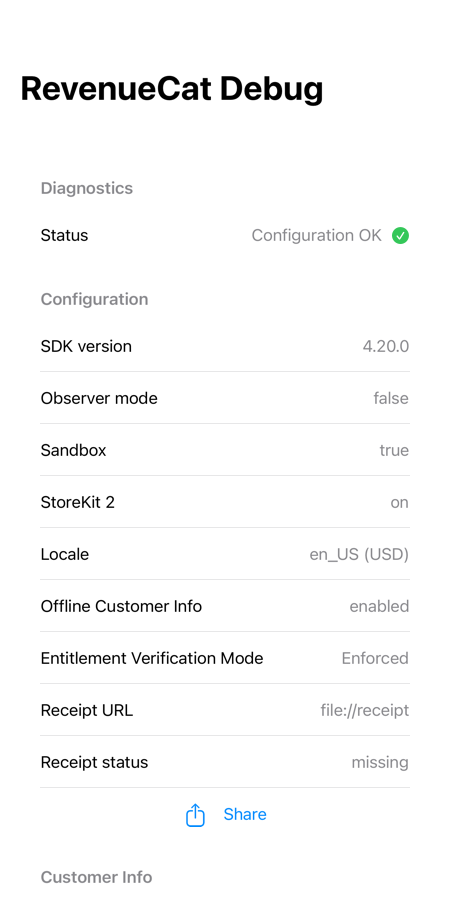 RevenueCat Debug
Diagnostics
Status Configuration OK
Configuration
SDK version 4.20.0
Observer mode false
Sandbox true
StoreKit 2 on
Locale en_US (USD)
Offline Customer Info enabled
Entitlement Verification Mode Enforced
Receipt URL file://receipt
Receipt status missing
Share
Customer Info